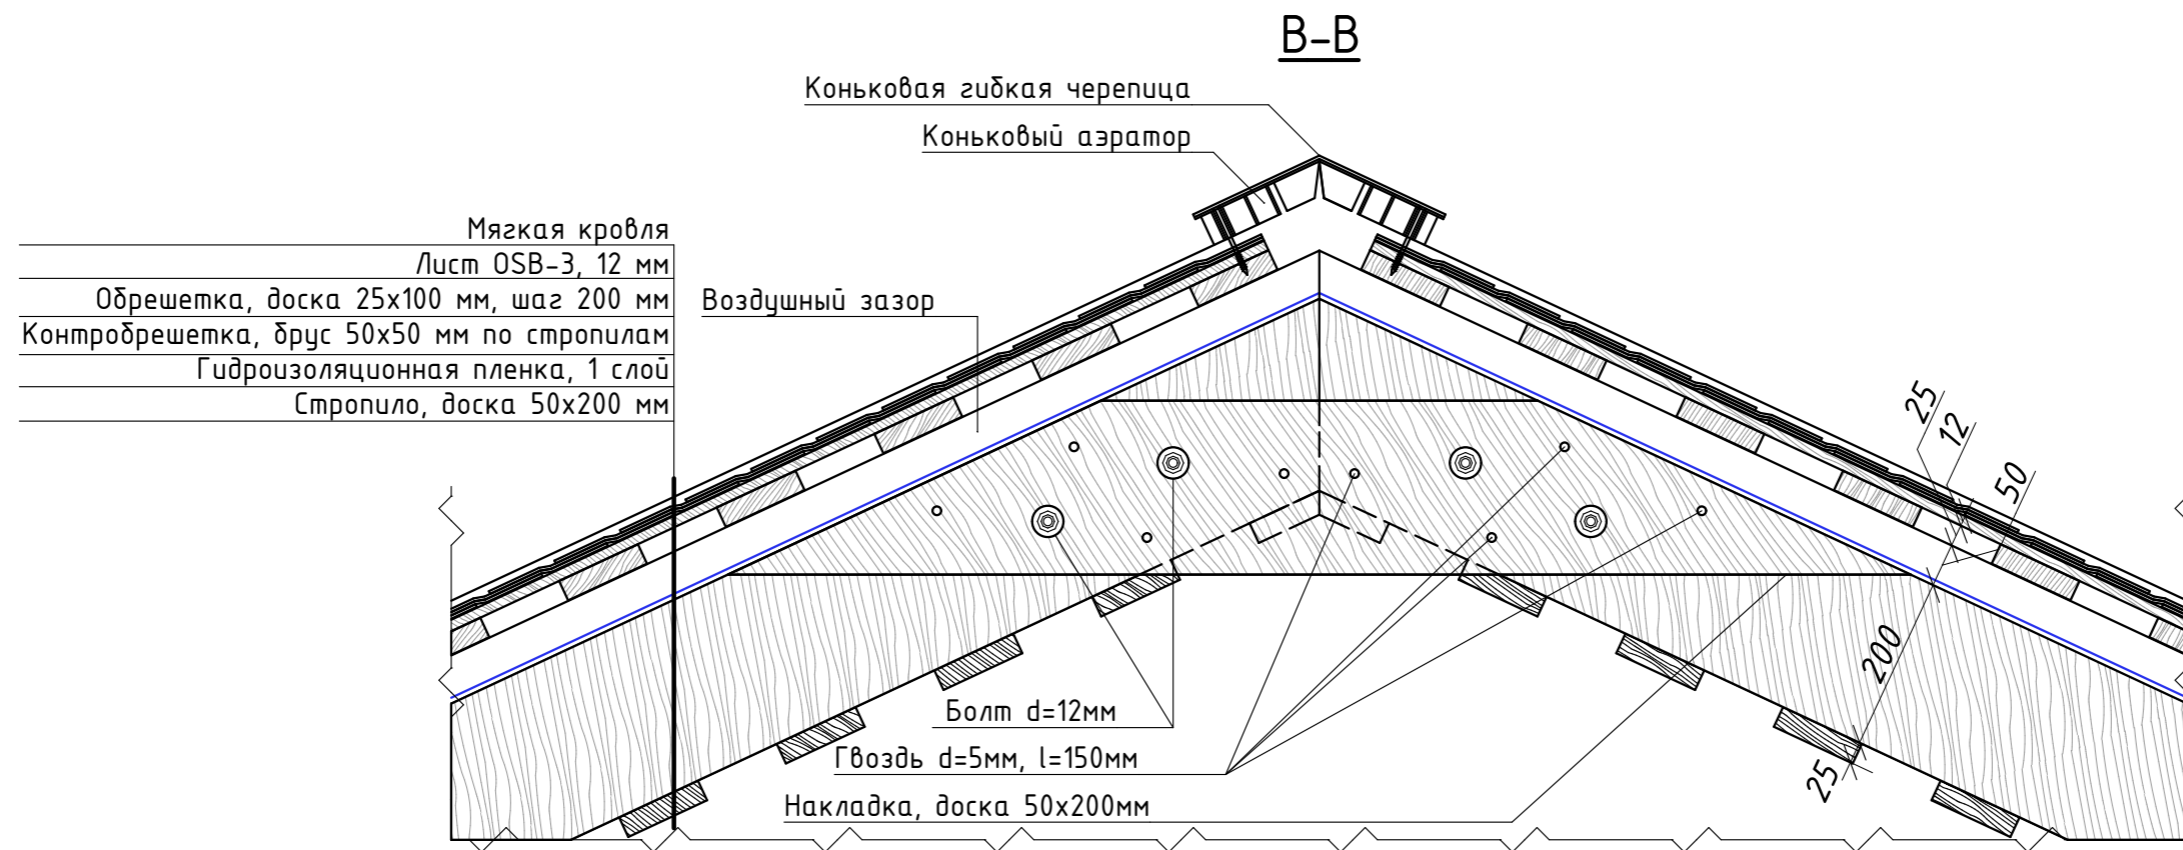 В-В
Коньковая гибкая черепица
Коньковый аэратор
Мягкая кровля
Лист OSB-3, 12 мм
Обрешетка, доска 25х100 мм, шаг 200 мм
Контробрешетка, брус 50х50 мм по стропилам
Гидроизоляционная пленка, 1 слой
Стропило, доска 50х200 мм
Воздушный зазор
25
12
50
200
25
Болт d=12мм
Гвоздь d=5мм, l=150мм
Накладка, доска 50х200мм